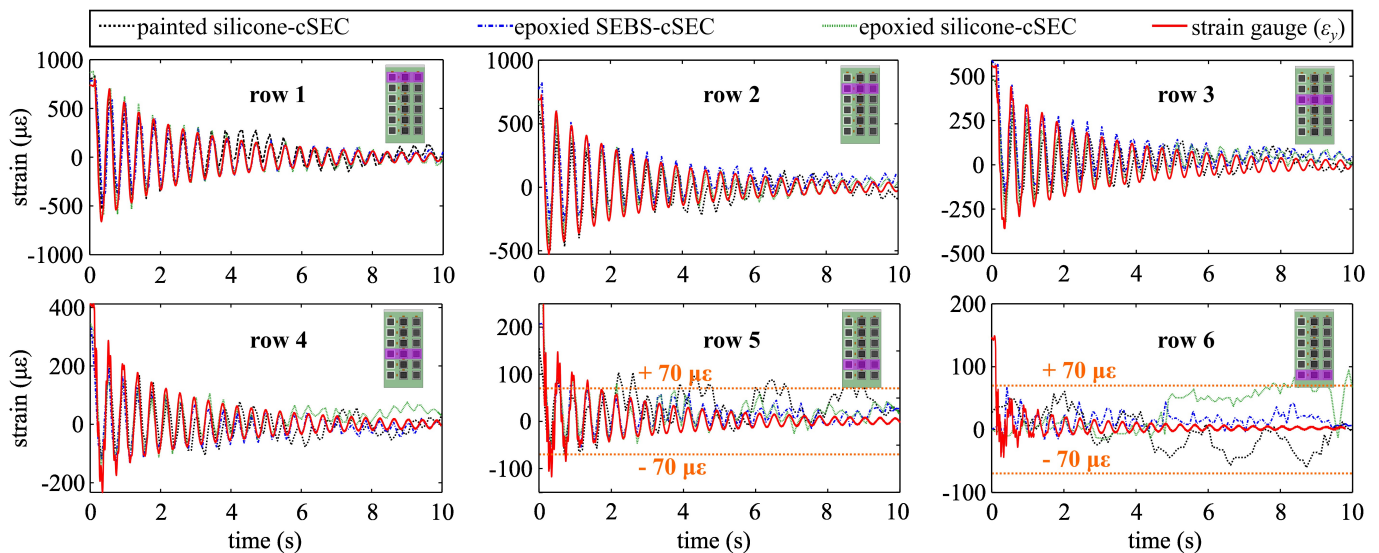 painted silicone-cSEC epoxied SEBS-cSEC epoxied silicone-cSEC strain gauge (εy)
1000
500
0
-500
-1000
strain (με)
row 1
0 2 4 6 8 10
1000
500
0
-500
row 2
0 2 4 6 8 10
500
250
0
-250
-500
row 3
0 2 4 6 8 10
400
200
0
-200
strain (με)
row 4
0 2 4 6 8 10
time (s)
200
100
0
-100
row 5
+ 70 με
- 70 με
0 2 4 6 8 10
time (s)
200
100
50
0
-100
row 6
+ 70 με
- 70 με
0 2 4 6 8 10
time (s)